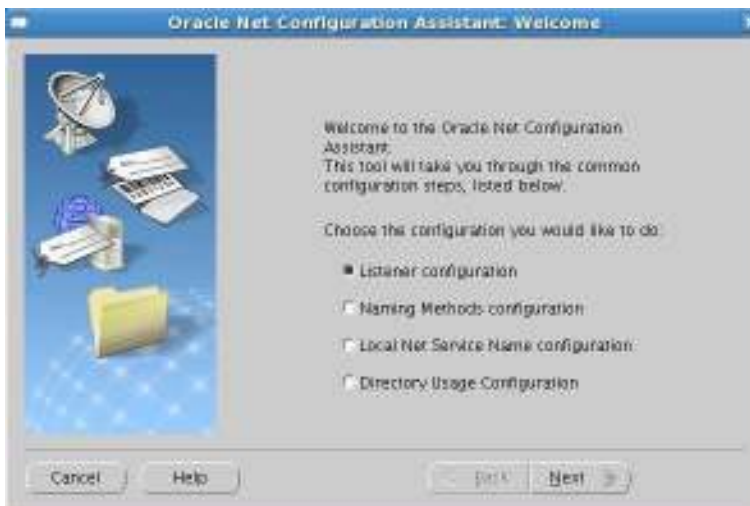 Oracle Net Configuration Assistant: Welcome
Welcome to the Oracle Net Configuration
Assistant.
This tool will take you through the common
configuration steps, listed below.
Choose the configuration you would like to do:
Listener configuration
Naming Methods configuration
Local Net Service Name configuration
Directory Usage Configuration
Cancel
Help
Back
Next